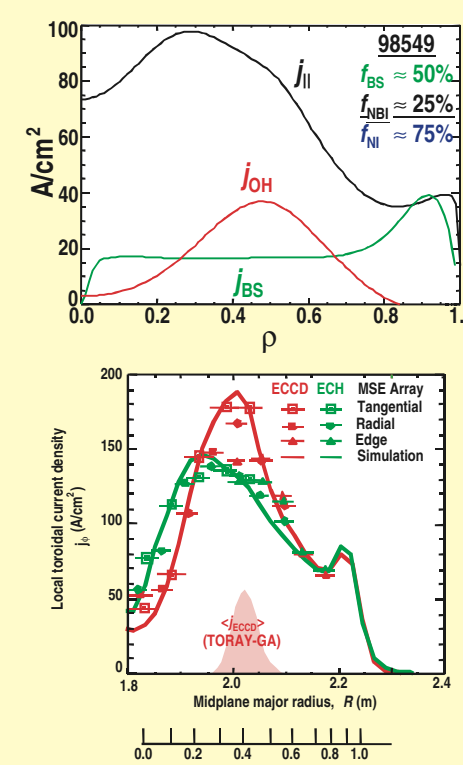 100
98549
fBS ≈ 50%
fNBI ≈ 25%
fNI ≈ 75%
80
60
40
20
0
A/cm2
jII
jOH
jBS
0.0 0.2 0.4 0.6 0.8 1.
ρ
200
150
100
50
0
Local toroidal current density
jϕ (A/cm2)
ECCD ECH MSE Array
Tangential
Radial
Edge
Simulation
<jECCD>
(TORAY-GA)
1.8 2.0 2.2 2.4
Midplane major radius, R (m)
0.0 0.2 0.4 0.6 0.8 1.0